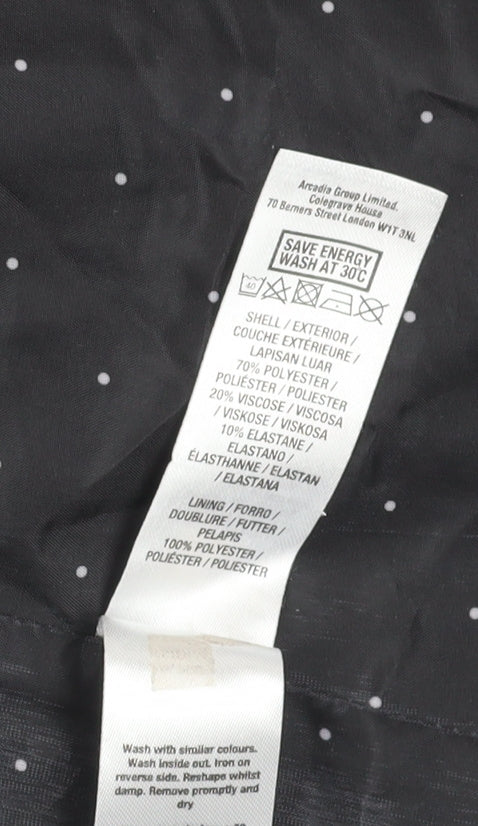 Arcadia Group Limited.
Colegrave House
70 Berners Street London W1T 3NL
SAVE ENERGY
WASH AT 30°C
40
SHELL / EXTERIOR /
COUCHE EXTÉRIEURE /
LAPISAN LUAR
70% POLYESTER /
POLIÉSTER / POLIESTER
20% VISCOSE / VISCOSA
/ VISKOSE / VISKOSA
10% ELASTANE /
ELASTANO /
ÉLASTHANNE / ELASTAN
/ ELASTANA
LINING / FORRO /
DOUBLURE / FUTTER /
PELAPIS
100% POLYESTER /
POLIÉSTER / POLIESTER
Wash with similar colours.
Wash inside out. Iron on
reverse side. Reshape whilst
damp. Remove promptly and
dry